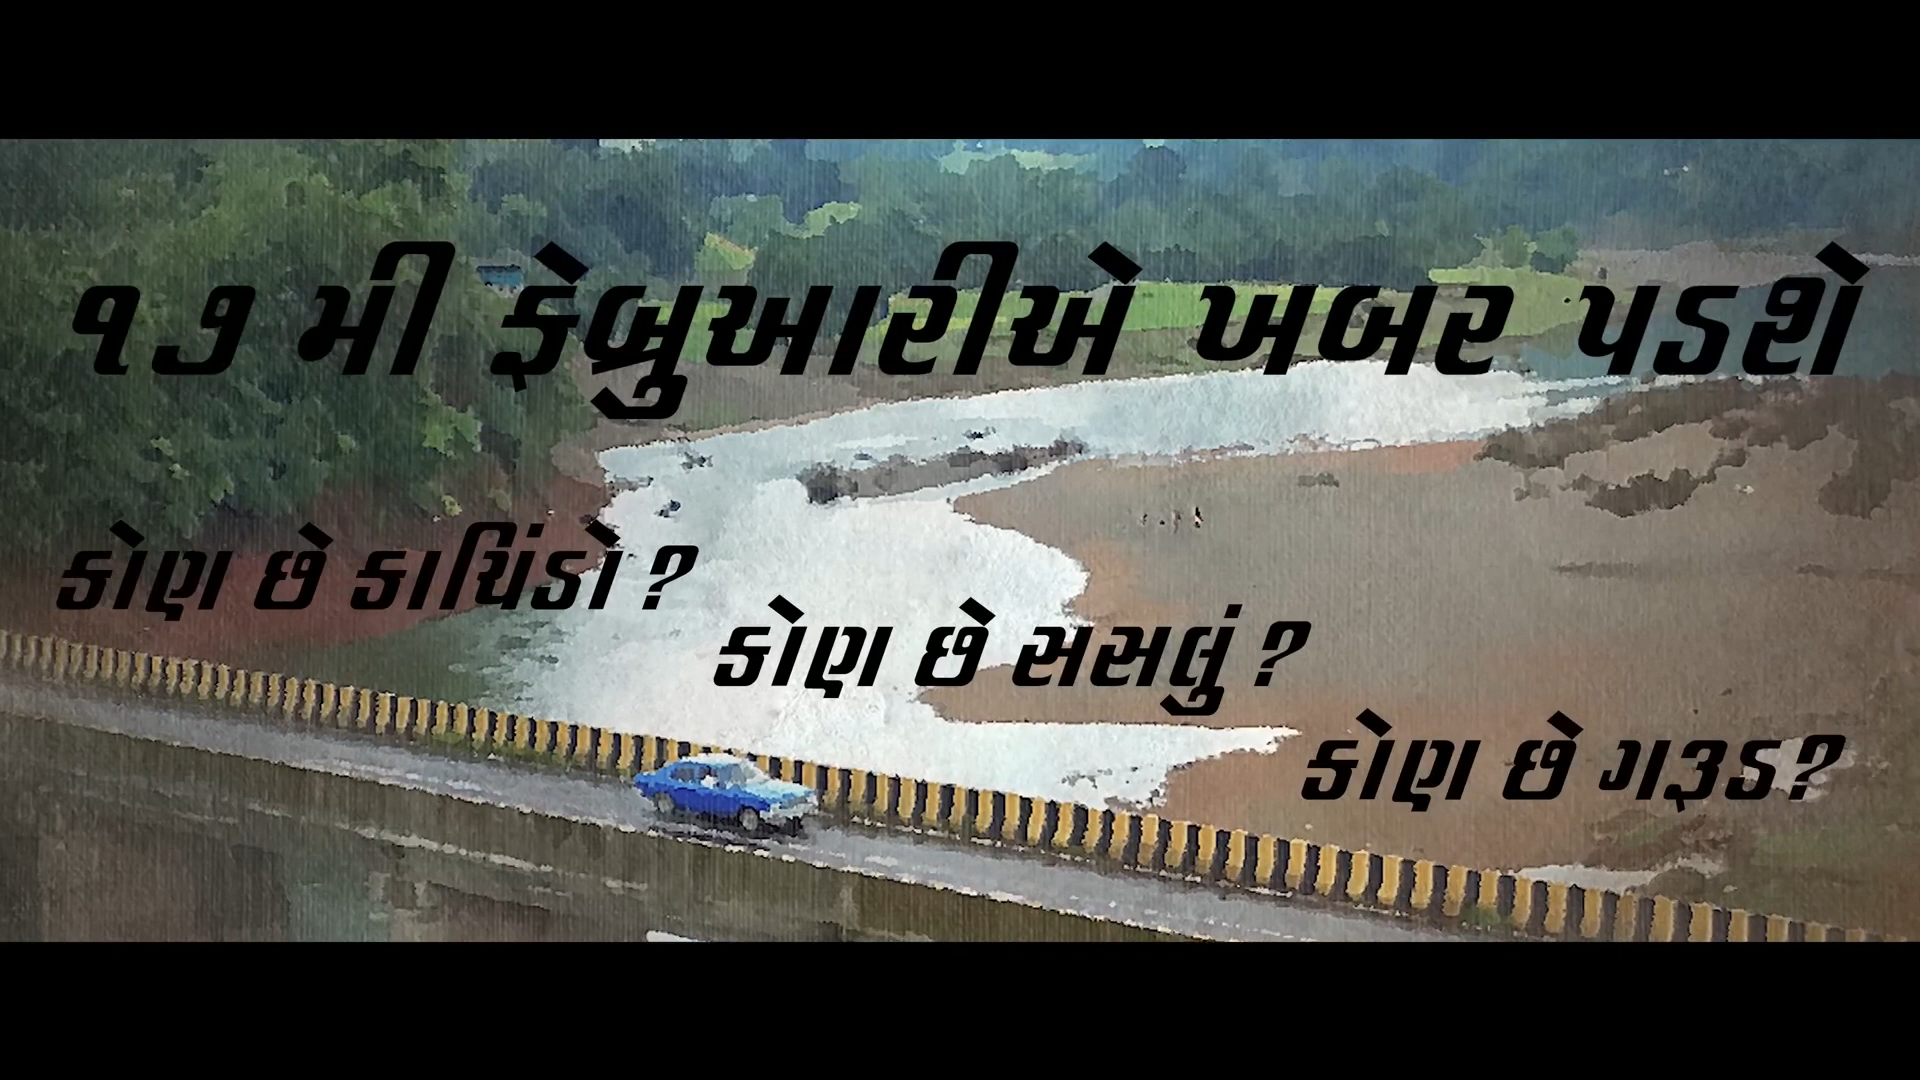 ૧૭ મી ફેબ્રુઆરીએ ખબર પડશે
કોણ છે કાચિંડો ?
કોણ છે સસલું ?
કોણ છે ગરૂડ?